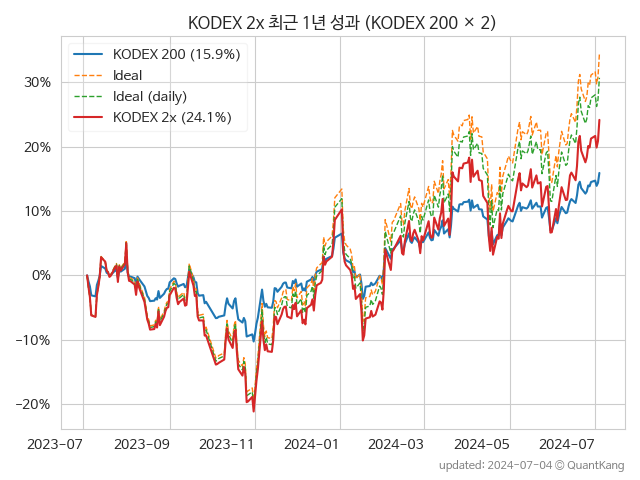 KODEX 2x 최근 1년 성과 (KODEX 200 × 2)
KODEX 200 (15.9%)
Ideal
Ideal (daily)
KODEX 2x (24.1%)
30%
20%
10%
0%
−10%
−20%
2023-07 2023-09 2023-11 2024-01 2024-03 2024-05 2024-07
updated: 2024-07-04 © QuantKang